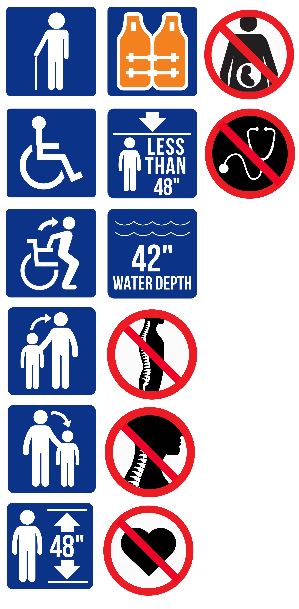 LESS
THAN
48"
42"
WATER DEPTH
48"